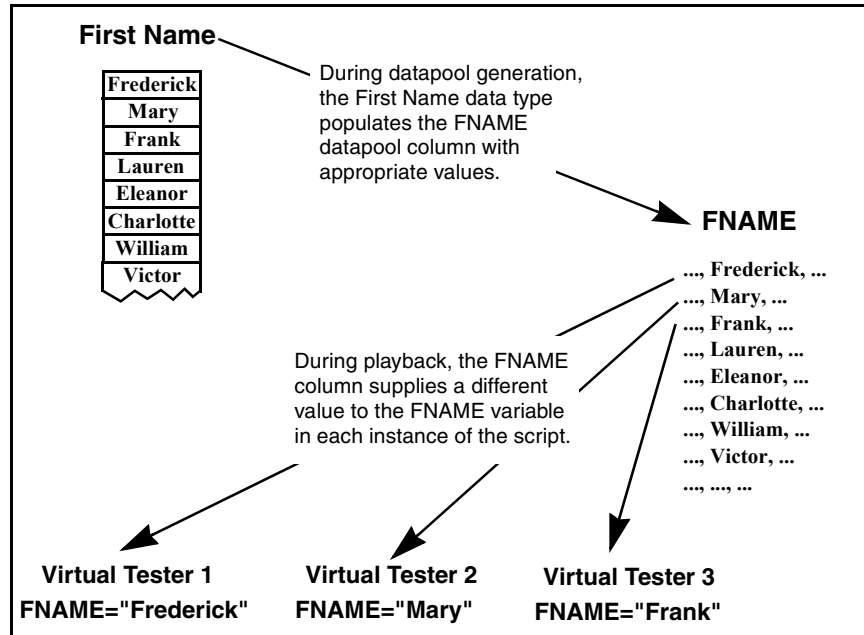 First Name
Frederick
Mary
Frank
Lauren
Eleanor
Charlotte
William
Victor
During datapool generation,
the First Name data type
populates the FNAME
datapool column with
appropriate values.
FNAME
..., Frederick, ...
..., Mary, ...
..., Frank, ...
..., Lauren, ...
..., Eleanor, ...
..., Charlotte, ...
..., William, ...
..., Victor, ...
..., ..., ...
During playback, the FNAME
column supplies a different
value to the FNAME variable
in each instance of the script.
Virtual Tester 1
FNAME="Frederick"
Virtual Tester 2
FNAME="Mary"
Virtual Tester 3
FNAME="Frank"